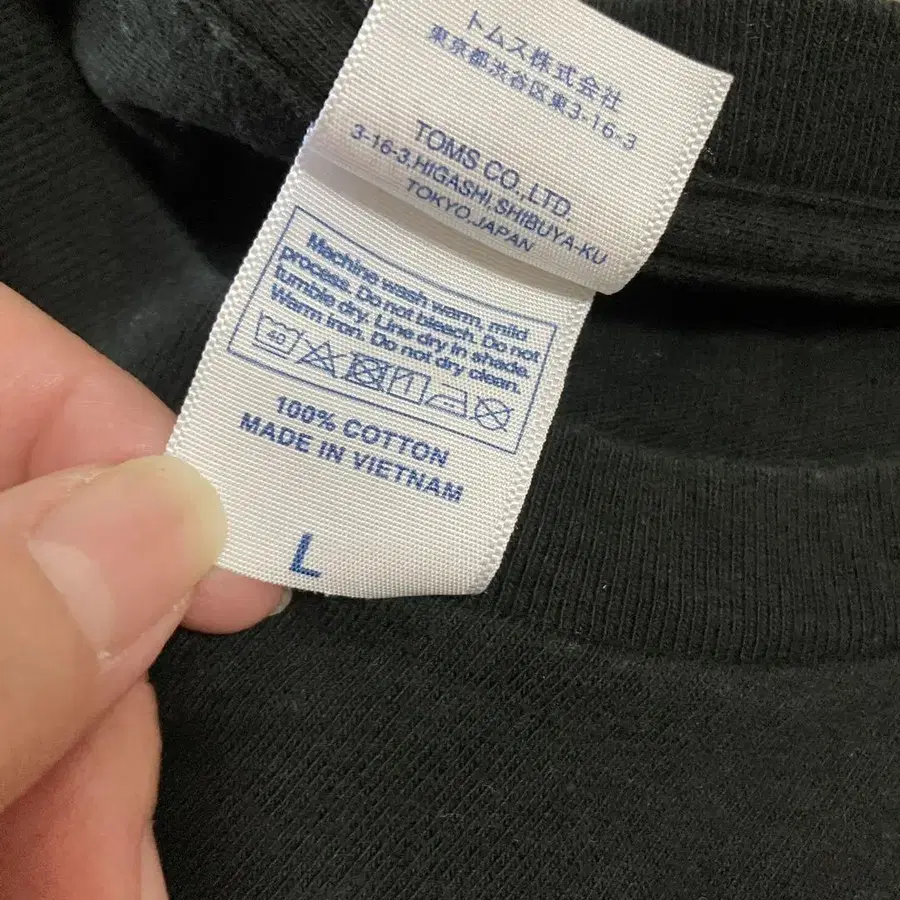 トムス株式会社
東京都渋谷区東3-16-3
TOMS CO.,LTD.
3-16-3,HIGASHI,SHIBUYA-KU
TOKYO.JAPAN
Machine wash warm, mild
process. Do not bleach. Do not
tumble dry. Line dry in shade.
Warm iron. Do not dry clean.
40
100% COTTON
MADE IN VIETNAM
L